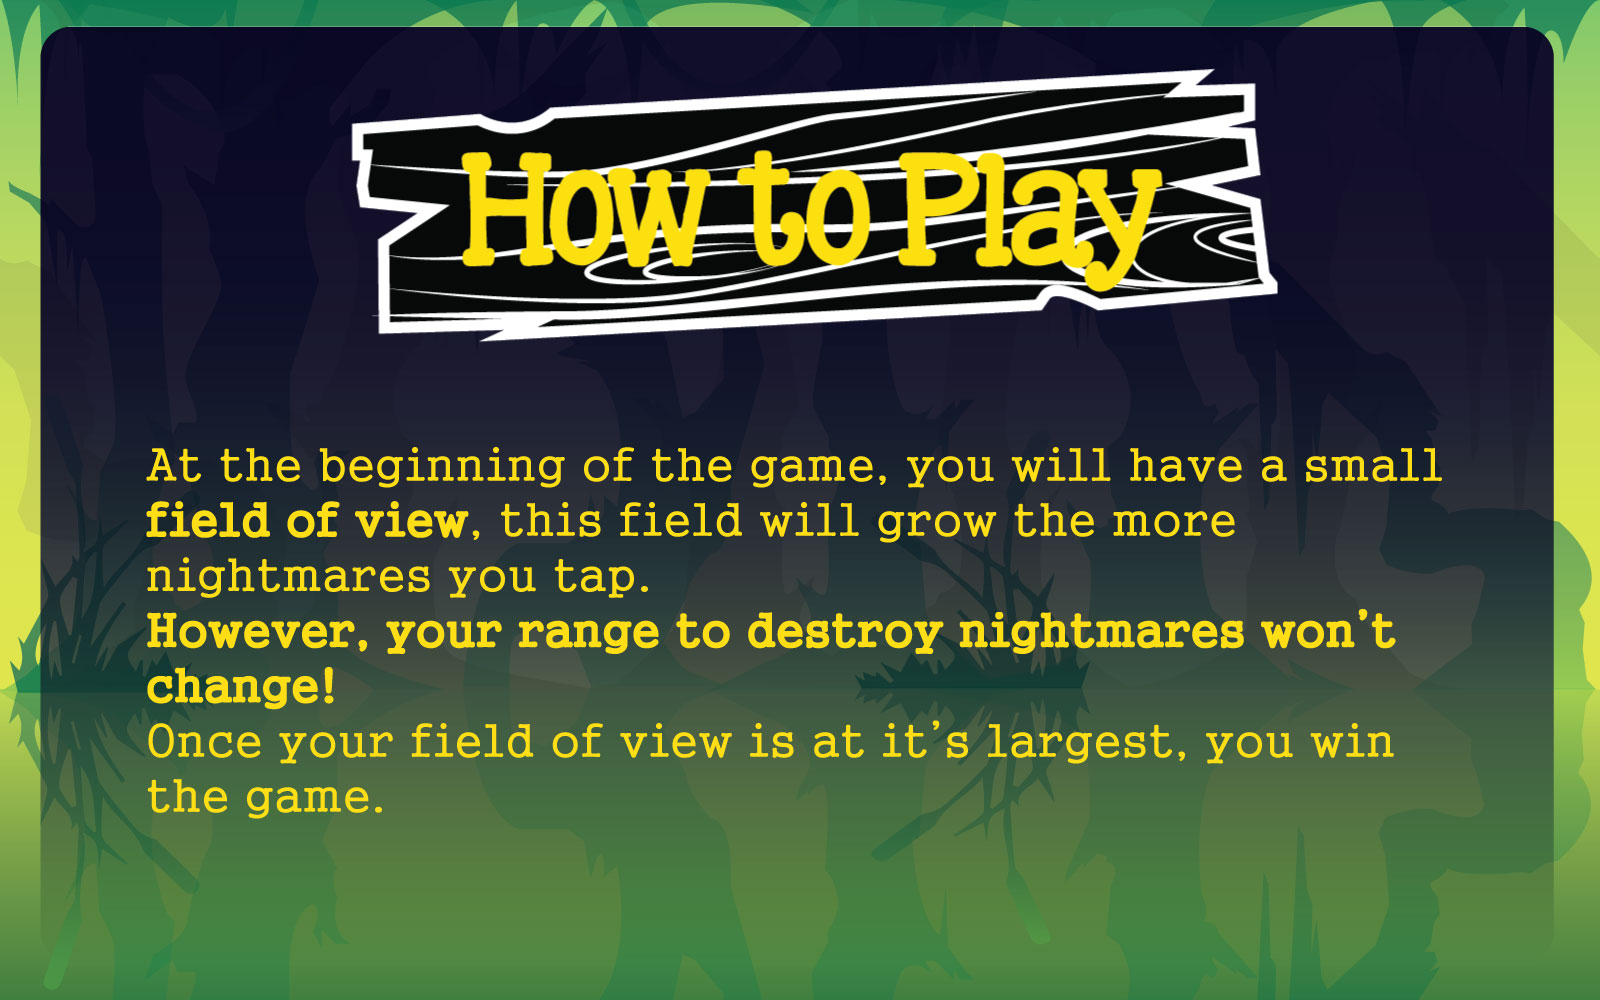 How to Play
At the beginning of the game, you will have a small
field of view, this field will grow the more
nightmares you tap.
However, your range to destroy nightmares won't
change!
Once your field of view is at it's largest, you win
the game.